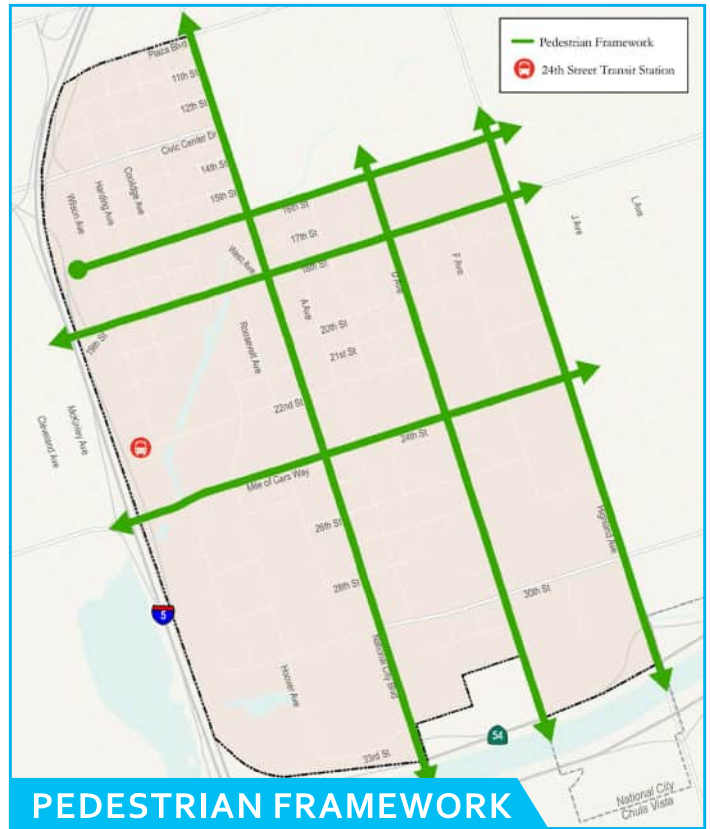 Pedestrian Framework
24th Street Transit Station
Plaza Blvd
11th St
12th St
Civic Center Dr
14th St
15th St
Coolidge Ave
Harding Ave
Wilson Ave
16th St
17th St
18th St
West Ave
L Ave
J Ave
F Ave
D Ave
A Ave
19th St
20th St
21st St
Roosevelt Ave
22nd St
McKinley Ave
Cleveland Ave
24th St
Mile of Cars Way
26th St
Highland Ave
28th St
30th St
5
National City Blvd
Hoover Ave
54
33rd St
National City
Chula Vista
PEDESTRIAN FRAMEWORK